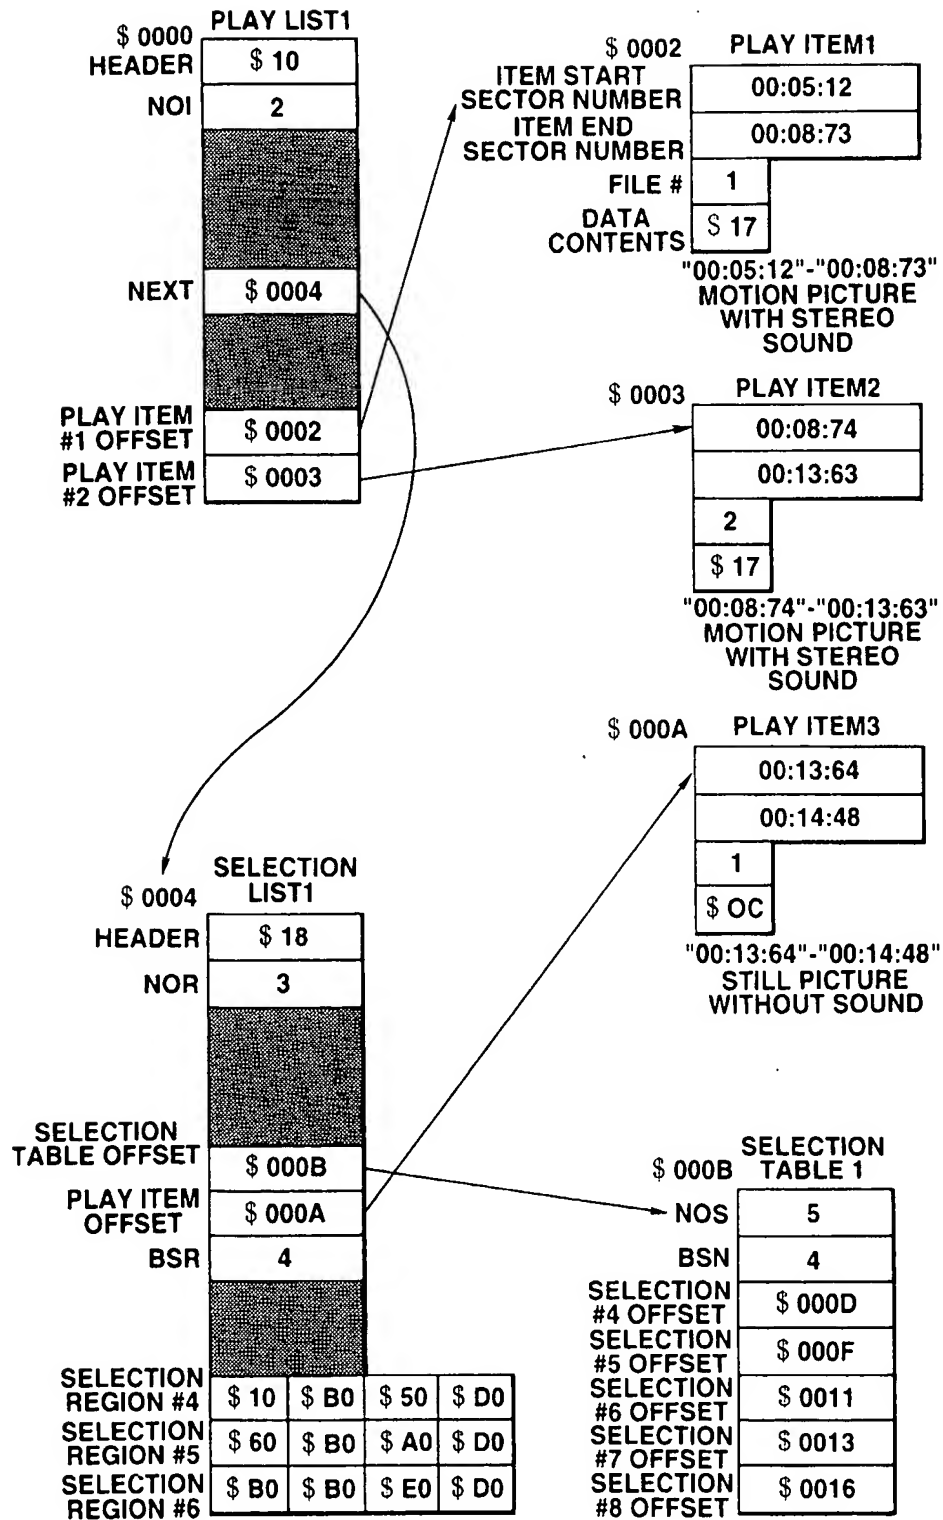 PLAY LIST1
$ 0000
HEADER
$ 10
NOI
2
NEXT
$ 0004
PLAY ITEM
#1 OFFSET
$ 0002
PLAY ITEM
#2 OFFSET
$ 0003
$ 0002
PLAY ITEM1
ITEM START
SECTOR NUMBER
00:05:12
ITEM END
SECTOR NUMBER
00:08:73
FILE #
1
DATA
CONTENTS
$ 17
"00:05:12"-"00:08:73"
MOTION PICTURE
WITH STEREO
SOUND
$ 0003
PLAY ITEM2
00:08:74
00:13:63
2
$ 17
"00:08:74"-"00:13:63"
MOTION PICTURE
WITH STEREO
SOUND
$ 000A
PLAY ITEM3
00:13:64
00:14:48
1
$ OC
"00:13:64"-"00:14:48"
STILL PICTURE
WITHOUT SOUND
$ 0004
SELECTION
LIST1
HEADER
$ 18
NOR
3
SELECTION
TABLE OFFSET
$ 000B
PLAY ITEM
OFFSET
$ 000A
BSR
4
SELECTION
REGION #4
$ 10 $ B0 $ 50 $ D0
SELECTION
REGION #5
$ 60 $ B0 $ A0 $ D0
SELECTION
REGION #6
$ B0 $ B0 $ E0 $ D0
$ 000B
SELECTION
TABLE 1
NOS
5
BSN
4
SELECTION
#4 OFFSET
$ 000D
SELECTION
#5 OFFSET
$ 000F
SELECTION
#6 OFFSET
$ 0011
SELECTION
#7 OFFSET
$ 0013
SELECTION
#8 OFFSET
$ 0016